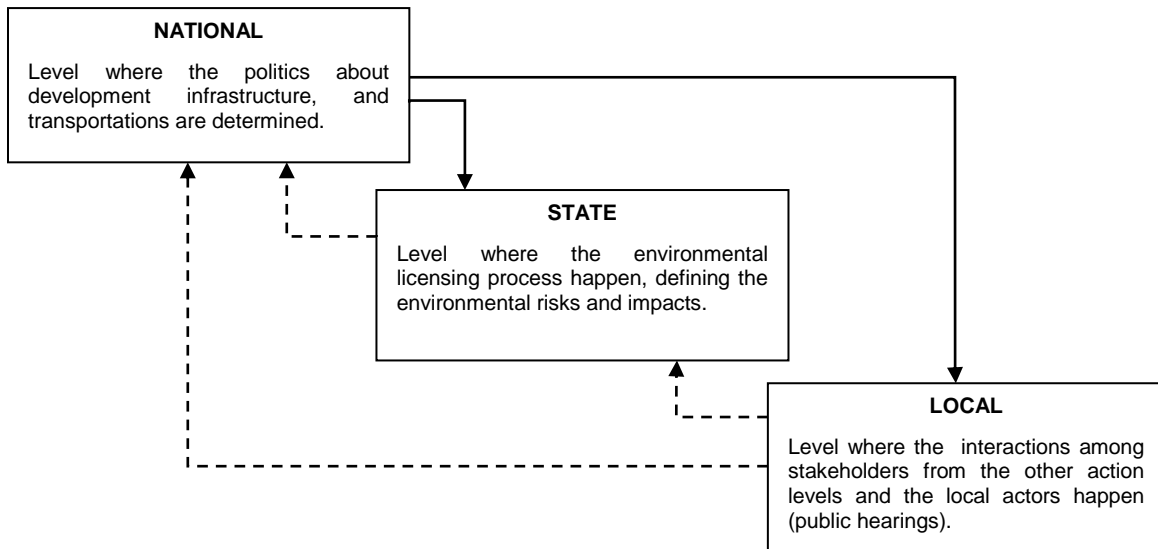 NATIONAL
Level where the politics about
development infrastructure, and
transportations are determined.
STATE
Level where the environmental
licensing process happen, defining the
environmental risks and impacts.
LOCAL
Level where the interactions among
stakeholders from the other action
levels and the local actors happen
(public hearings).